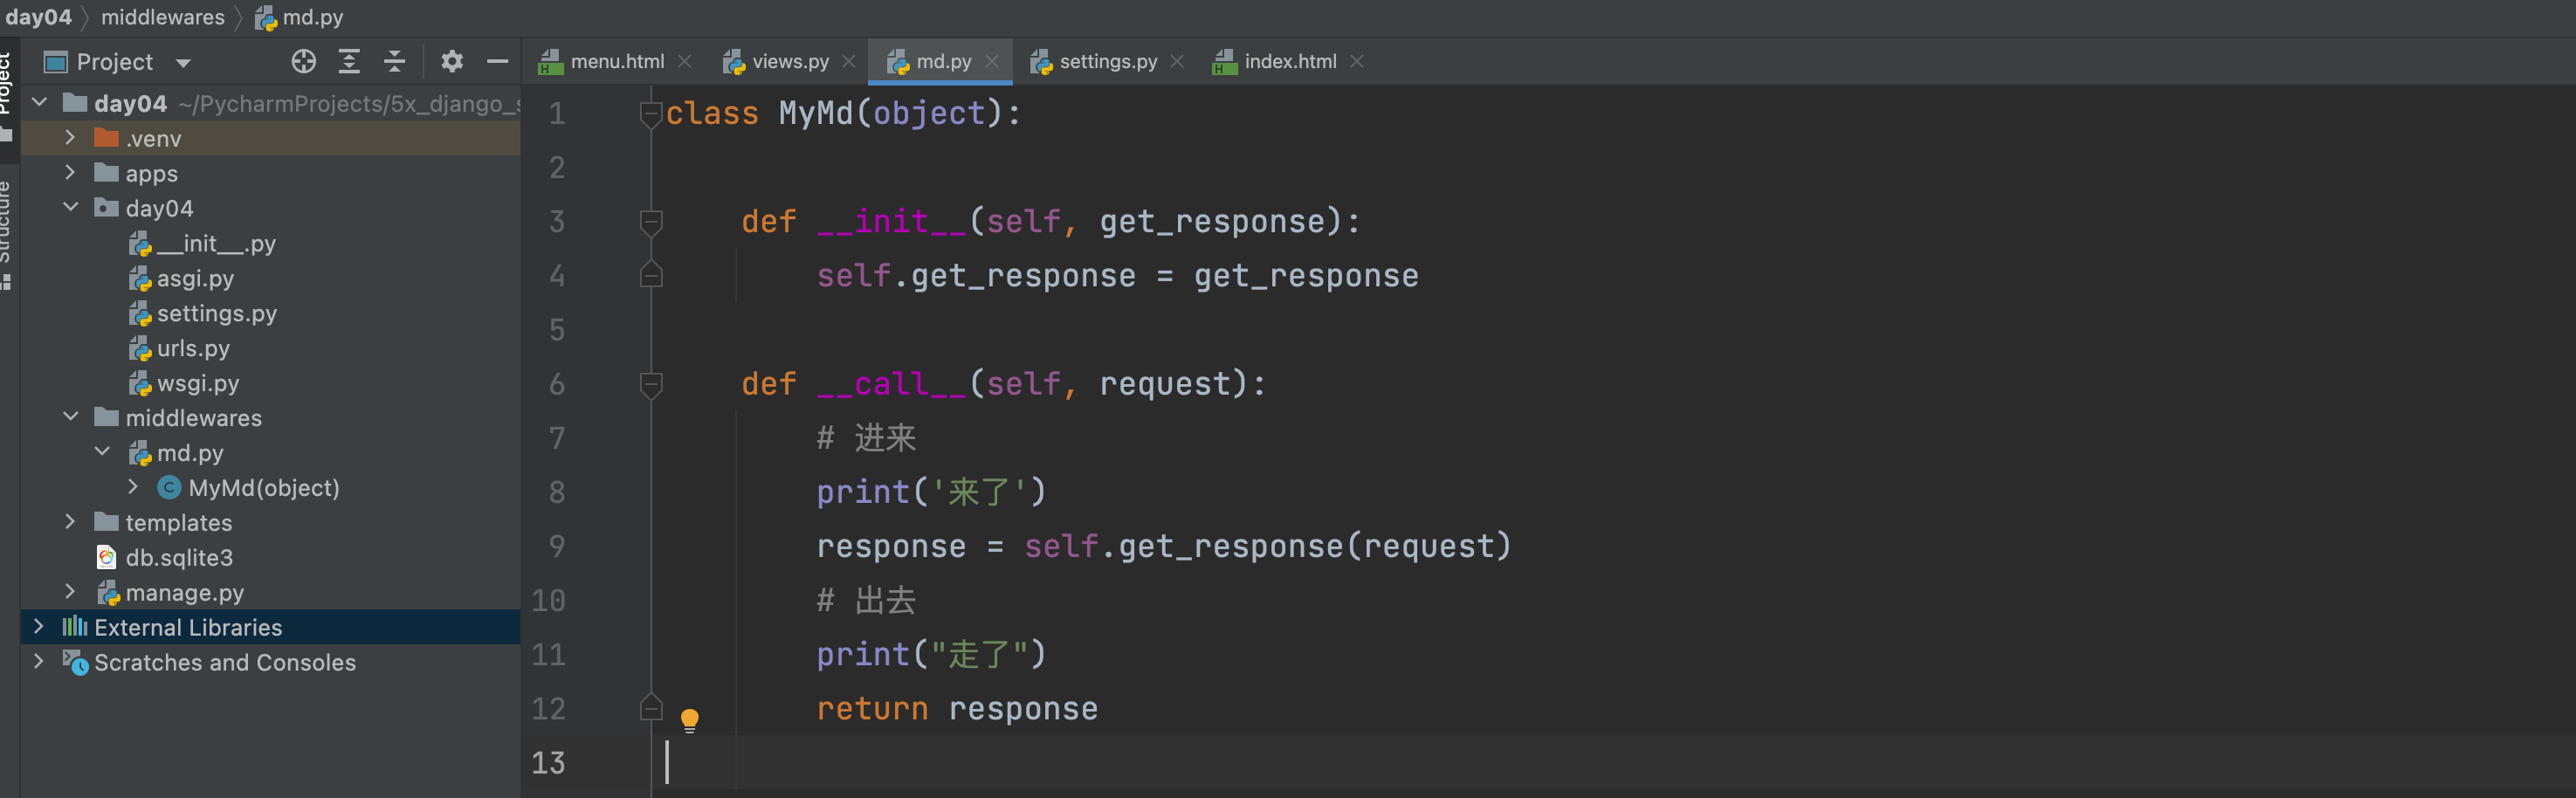 day04 middlewares md.py
Project
menu.html views.py md.py settings.py index.html
Project
Structure
day04 ~/PycharmProjects/5x_django_s
.venv
apps
day04
__init__.py
asgi.py
settings.py
urls.py
wsgi.py
middlewares
md.py
C MyMd(object)
templates
db.sqlite3
manage.py
External Libraries
Scratches and Consoles
1 class MyMd(object):
2
3 def __init__(self, get_response):
4 self.get_response = get_response
5
6 def __call__(self, request):
7 # 进来
8 print('来了')
9 response = self.get_response(request)
10 # 出去
11 print("走了")
12 return response
13